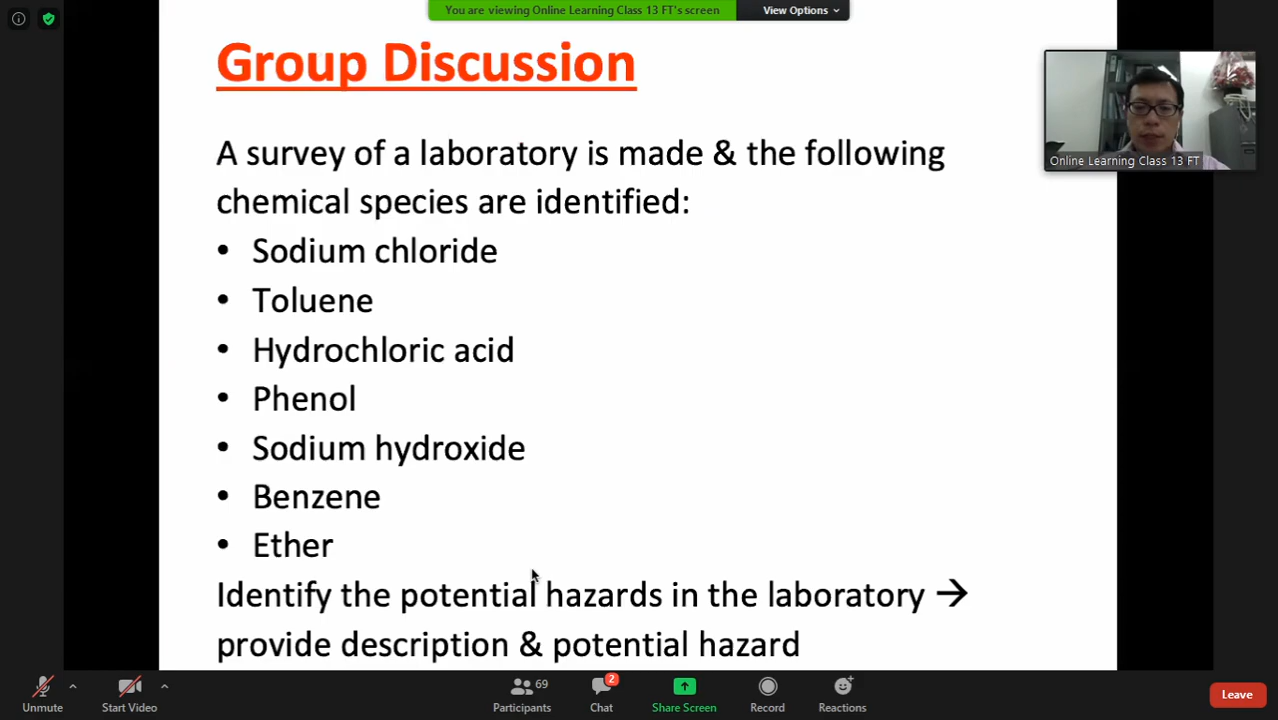 You are viewing Online Learning Class 13 FT's screen
View Options
Group Discussion
A survey of a laboratory is made & the following
chemical species are identified:
• Sodium chloride
• Toluene
• Hydrochloric acid
• Phenol
• Sodium hydroxide
• Benzene
• Ether
Identify the potential hazards in the laboratory →
provide description & potential hazard
Online Learning Class 13 FT
Unmute
Start Video
69
Participants
2
Chat
Share Screen
Record
Reactions
Leave